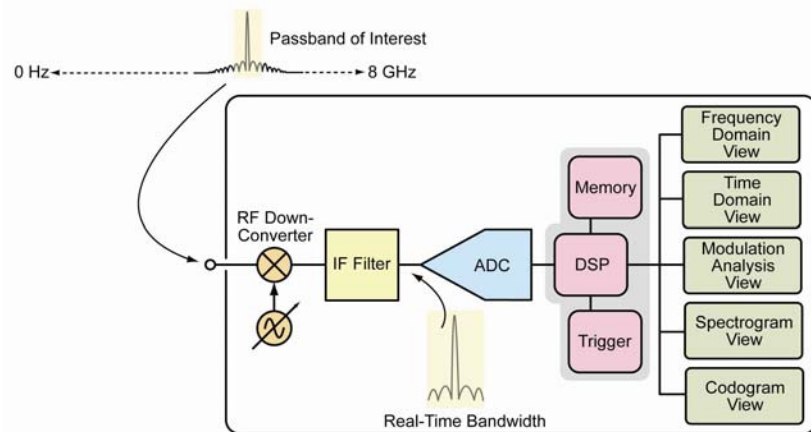 Passband of Interest
0 Hz
8 GHz
RF Down-
Converter
IF Filter
ADC
Memory
DSP
Trigger
Real-Time Bandwidth
Frequency
Domain
View
Time
Domain
View
Modulation
Analysis
View
Spectrogram
View
Codogram
View